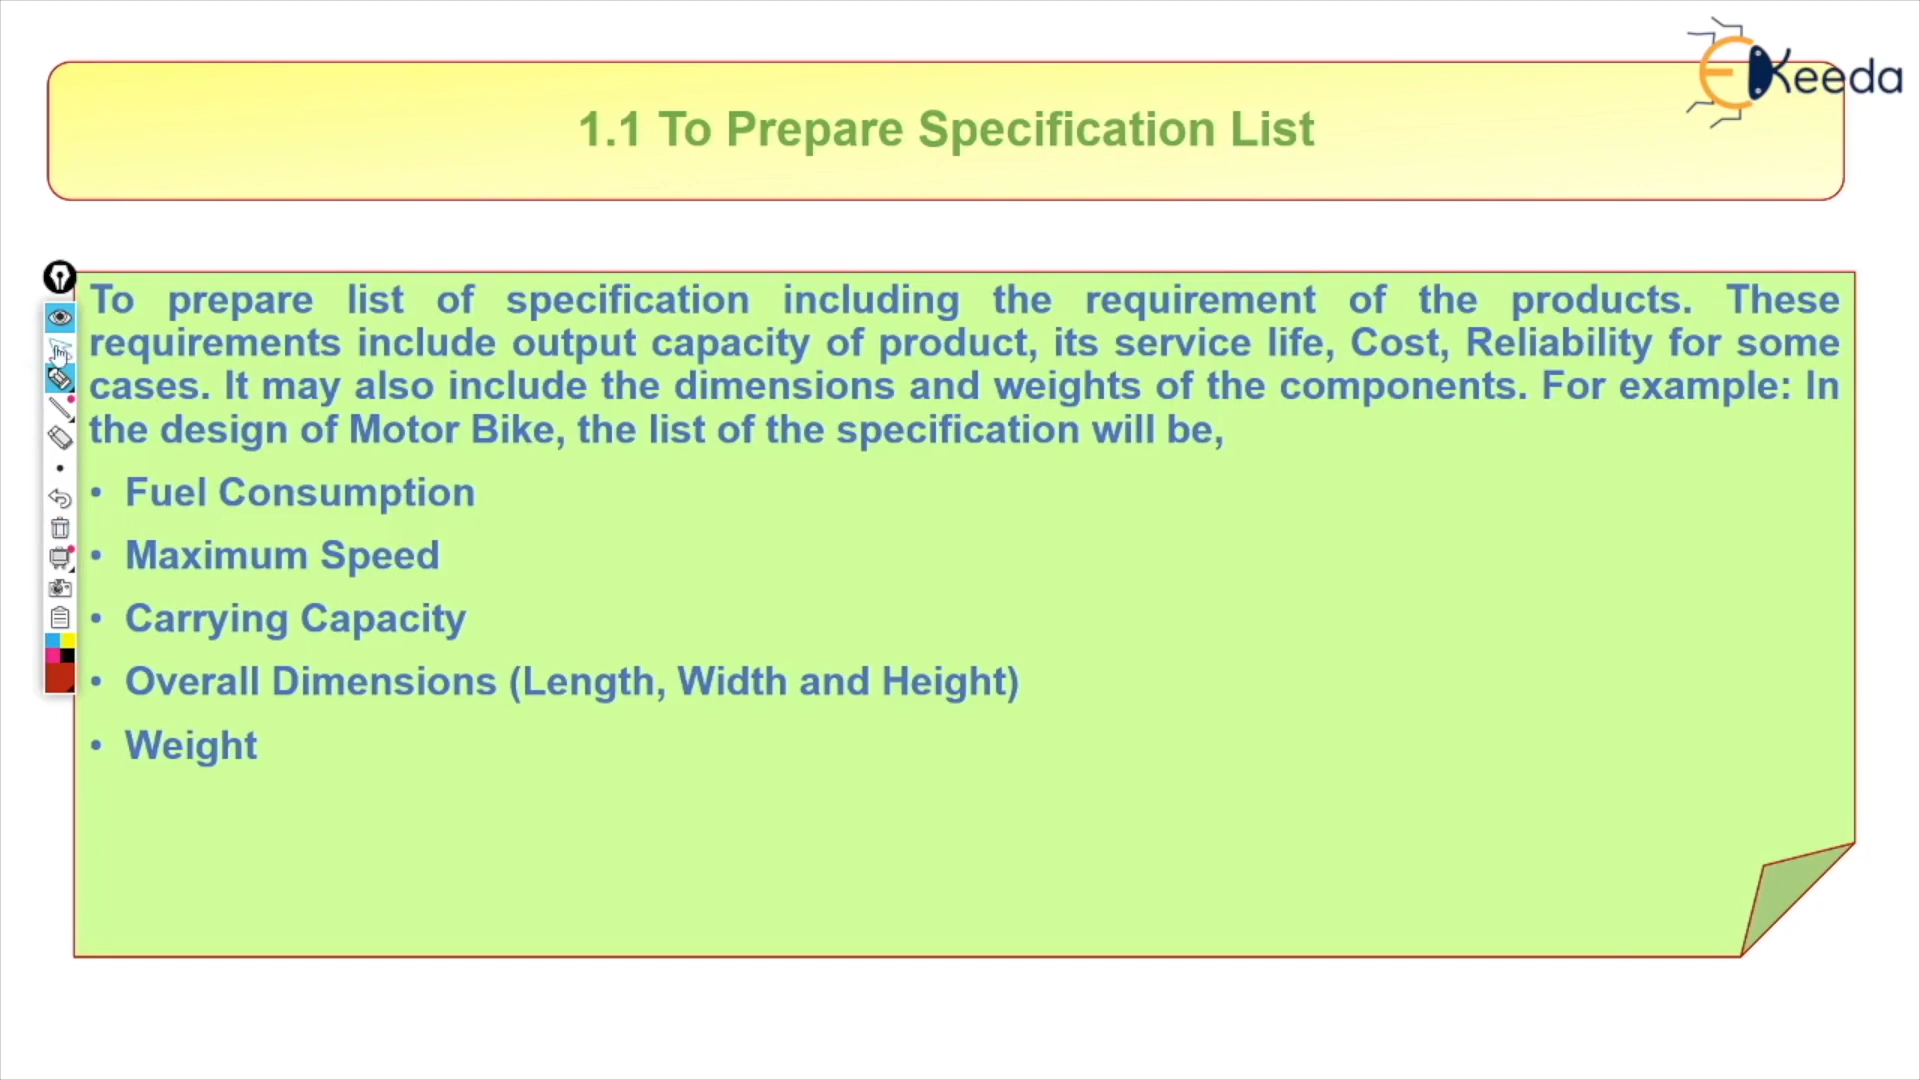 EKeeda
1.1 To Prepare Specification List
To prepare list of specification including the requirement of the products. These
requirements include output capacity of product, its service life, Cost, Reliability for some
cases. It may also include the dimensions and weights of the components. For example: In
the design of Motor Bike, the list of the specification will be,
• Fuel Consumption
• Maximum Speed
• Carrying Capacity
• Overall Dimensions (Length, Width and Height)
• Weight